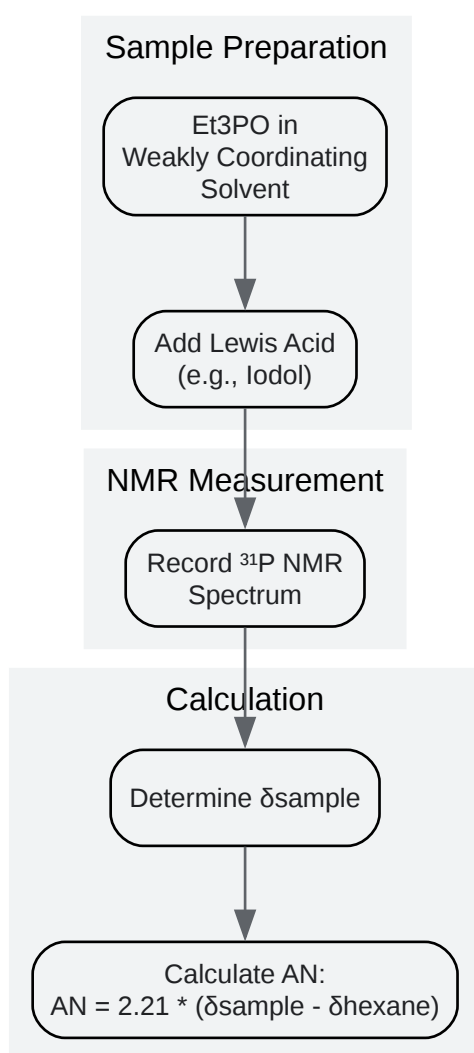 Sample Preparation
Et3PO in
Weakly Coordinating
Solvent
Add Lewis Acid
(e.g., Iodol)
NMR Measurement
Record ³¹P NMR
Spectrum
Calculation
Determine δsample
Calculate AN:
AN = 2.21 * (δsample - δhexane)